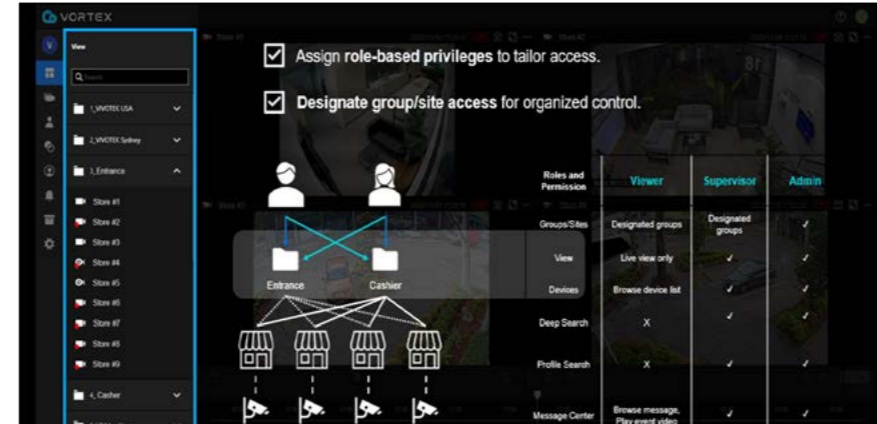 VORTEX
View
Search
1_VIVOTEK USA
2_VIVOTEK Sydney
3_Entrance
Store #1
Store #2
Store #3
Store #4
Store #5
Store #6
Store #7
Store #8
Store #9
4_Casher
Assign role-based privileges to tailor access.
Designate group/site access for organized control.
Entrance
Cashier
Roles and Permission Viewer Supervisor Admin
Groups/Sites Designated groups Designated groups ✓
View Live view only ✓ ✓
Devices Browse device list ✓ ✓
Deep Search X ✓ ✓
Profile Search X ✓ ✓
Message Center Browse message, Play event video ✓ ✓